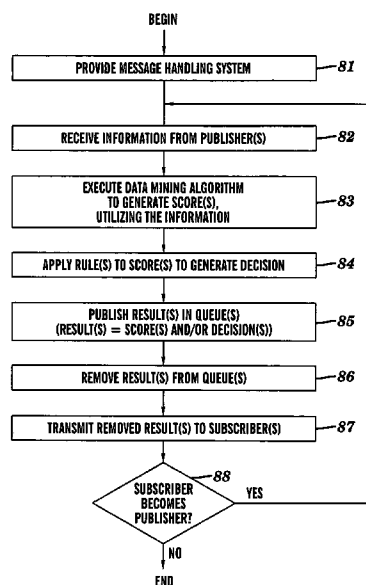 BEGIN
PROVIDE MESSAGE HANDLING SYSTEM
81
RECEIVE INFORMATION FROM PUBLISHER(S)
82
EXECUTE DATA MINING ALGORITHM
TO GENERATE SCORE(S),
UTILIZING THE INFORMATION
83
APPLY RULE(S) TO SCORE(S) TO GENERATE DECISION
84
PUBLISH RESULT(S) IN QUEUE(S)
(RESULT(S) = SCORE(S) AND/OR DECISION(S))
85
REMOVE RESULT(S) FROM QUEUE(S)
86
TRANSMIT REMOVED RESULT(S) TO SUBSCRIBER(S)
87
88
SUBSCRIBER
BECOMES
PUBLISHER?
YES
NO
END